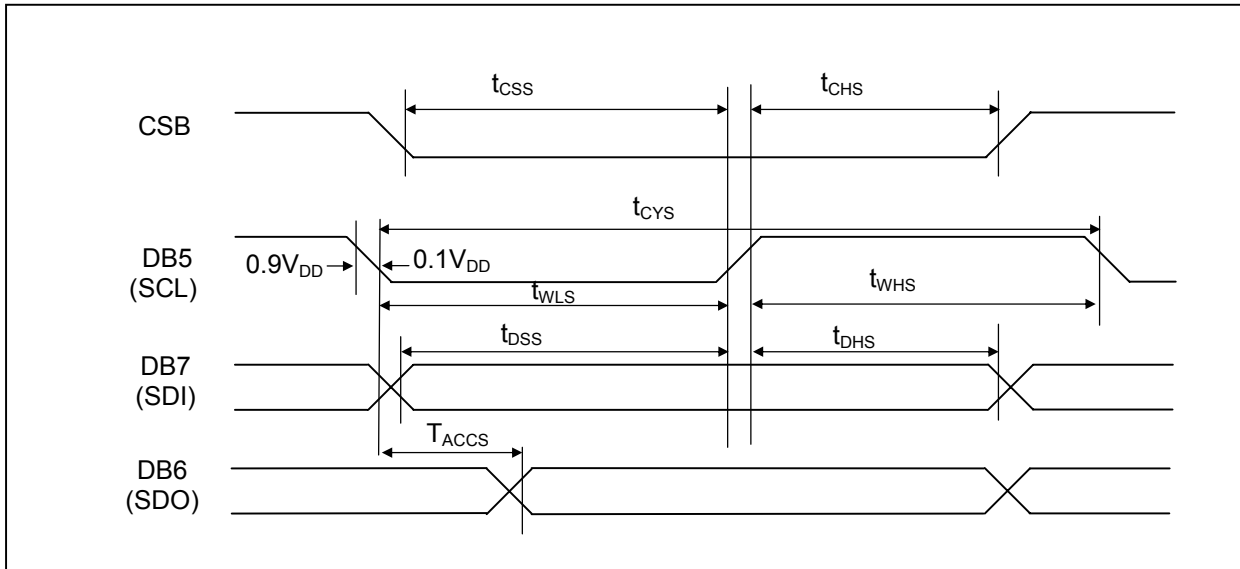 tCSS
tCHS
CSB
tCYS
DB5
(SCL)
0.9VDD
0.1VDD
tWLS
tWHS
tDSS
tDHS
DB7
(SDI)
TACCS
DB6
(SDO)